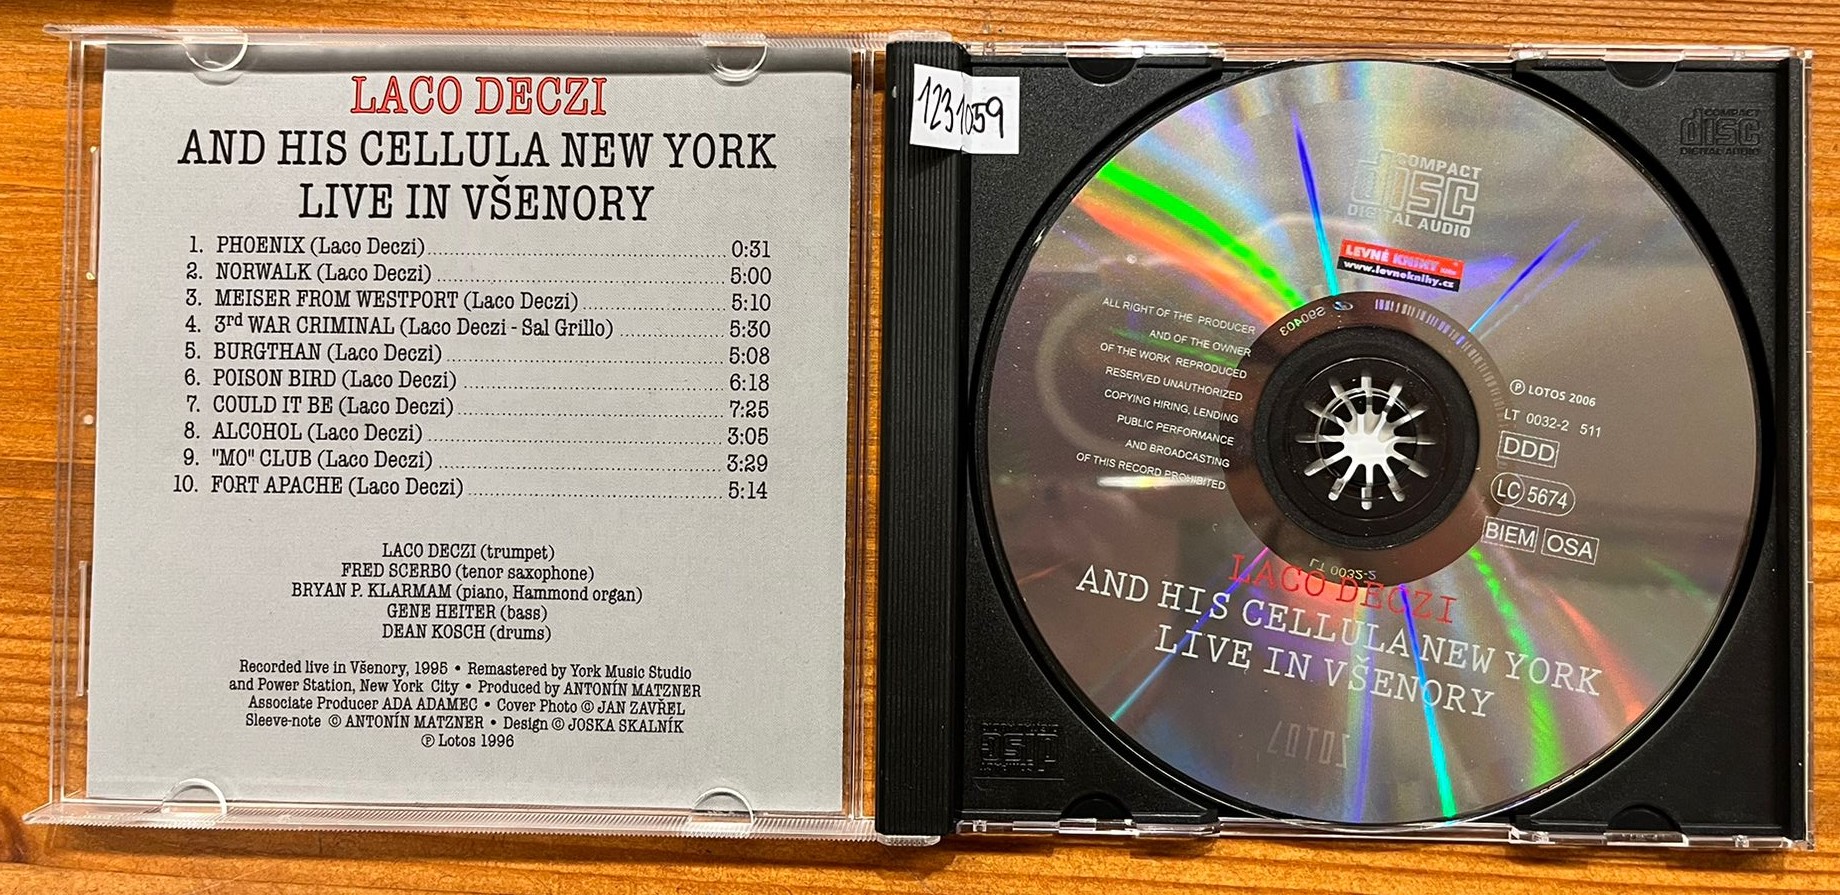 LACO DECZI
AND HIS CELLULA NEW YORK
LIVE IN VŠENORY
1. PHOENIX (Laco Deczi) 0:31
2. NORWALK (Laco Deczi) 5:00
3. MEISER FROM WESTPORT (Laco Deczi) 5:10
4. 3rd WAR CRIMINAL (Laco Deczi - Sal Grillo) 5:30
5. BURGTHAN (Laco Deczi) 5:08
6. POISON BIRD (Laco Deczi) 6:18
7. COULD IT BE (Laco Deczi) 7:25
8. ALCOHOL (Laco Deczi) 3:05
9. "MO" CLUB (Laco Deczi) 3:29
10. FORT APACHE (Laco Deczi) 5:14
LACO DECZI (trumpet)
FRED SCERBO (tenor saxophone)
BRYAN P. KLARMAM (piano, Hammond organ)
GENE HEITER (bass)
DEAN KOSCH (drums)
Recorded live in Všenory, 1995 • Remastered by York Music Studio
and Power Station, New York City • Produced by ANTONÍN MATZNER
Associate Producer ADA ADAMEC • Cover Photo © JAN ZAVŘEL
Sleeve-note © ANTONÍN MATZNER • Design © JOSKA SKALNÍK
℗ Lotos 1996
1231059
COMPACT
disc
DIGITAL AUDIO
COMPACT
disc
DIGITAL AUDIO
LEVNÉ KNIHY
www.levneknihy.cz
ALL RIGHT OF THE PRODUCER
AND OF THE OWNER
OF THE WORK REPRODUCED
RESERVED UNAUTHORIZED
COPYING HIRING, LENDING
PUBLIC PERFORMANCE
AND BROADCASTING
OF THIS RECORD PROHIBITED
S90403
℗ LOTOS 2006
LT 0032-2 511
DDD
LC 5674
BIEM OSA
LT 0032-2
LACO DECZI
AND HIS CELLULA NEW YORK
LIVE IN VŠENORY